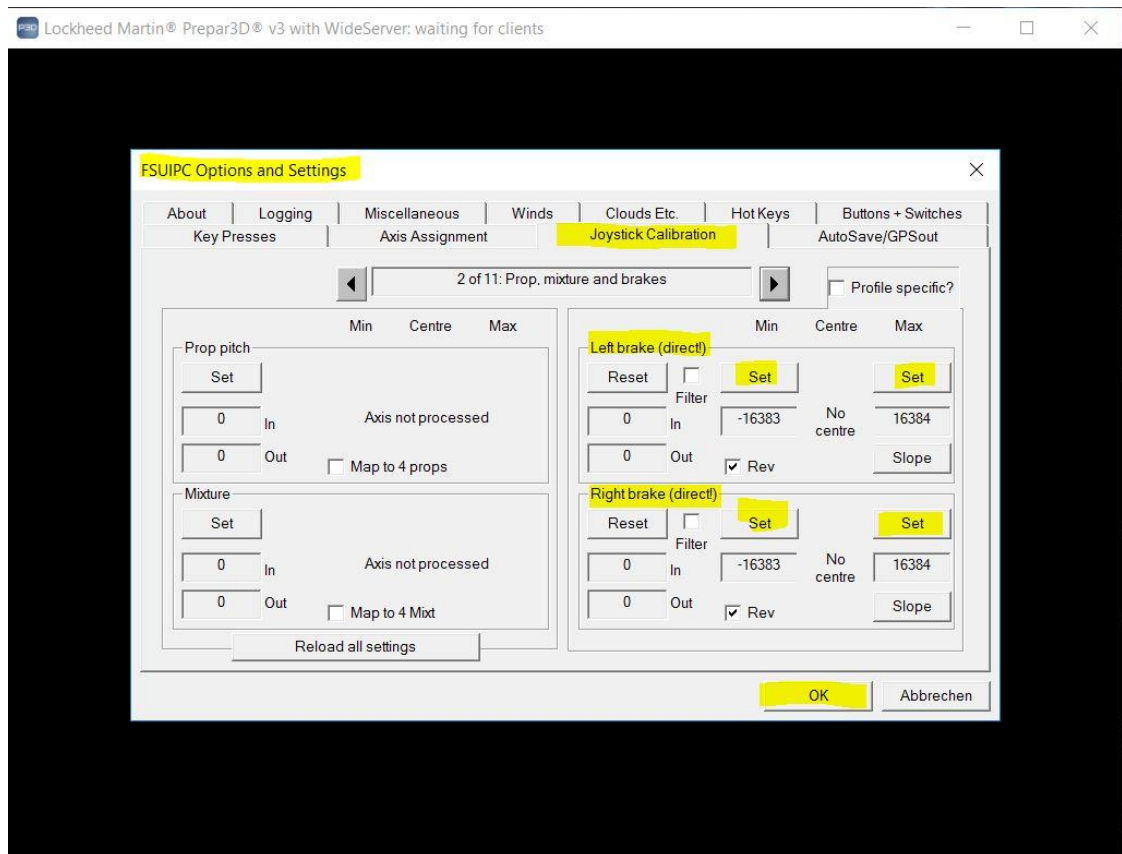 Lockheed Martin® Prepar3D® v3 with WideServer: waiting for clients
FSUIPC Options and Settings
About Logging Miscellaneous Winds Clouds Etc. Hot Keys Buttons + Switches
Key Presses Axis Assignment Joystick Calibration AutoSave/GPSout
2 of 11: Prop, mixture and brakes
Profile specific?
Min Centre Max
Prop pitch
Set
0 In
Axis not processed
0 Out
Map to 4 props
Mixture
Set
0 In
Axis not processed
0 Out
Map to 4 Mixt
Reload all settings
Min Centre Max
Left brake (direct!)
Reset
Filter
Set
Set
0 In
-16383
No
centre
16384
0 Out
Rev
Slope
Right brake (direct!)
Reset
Filter
Set
Set
0 In
-16383
No
centre
16384
0 Out
Rev
Slope
OK
Abbrechen